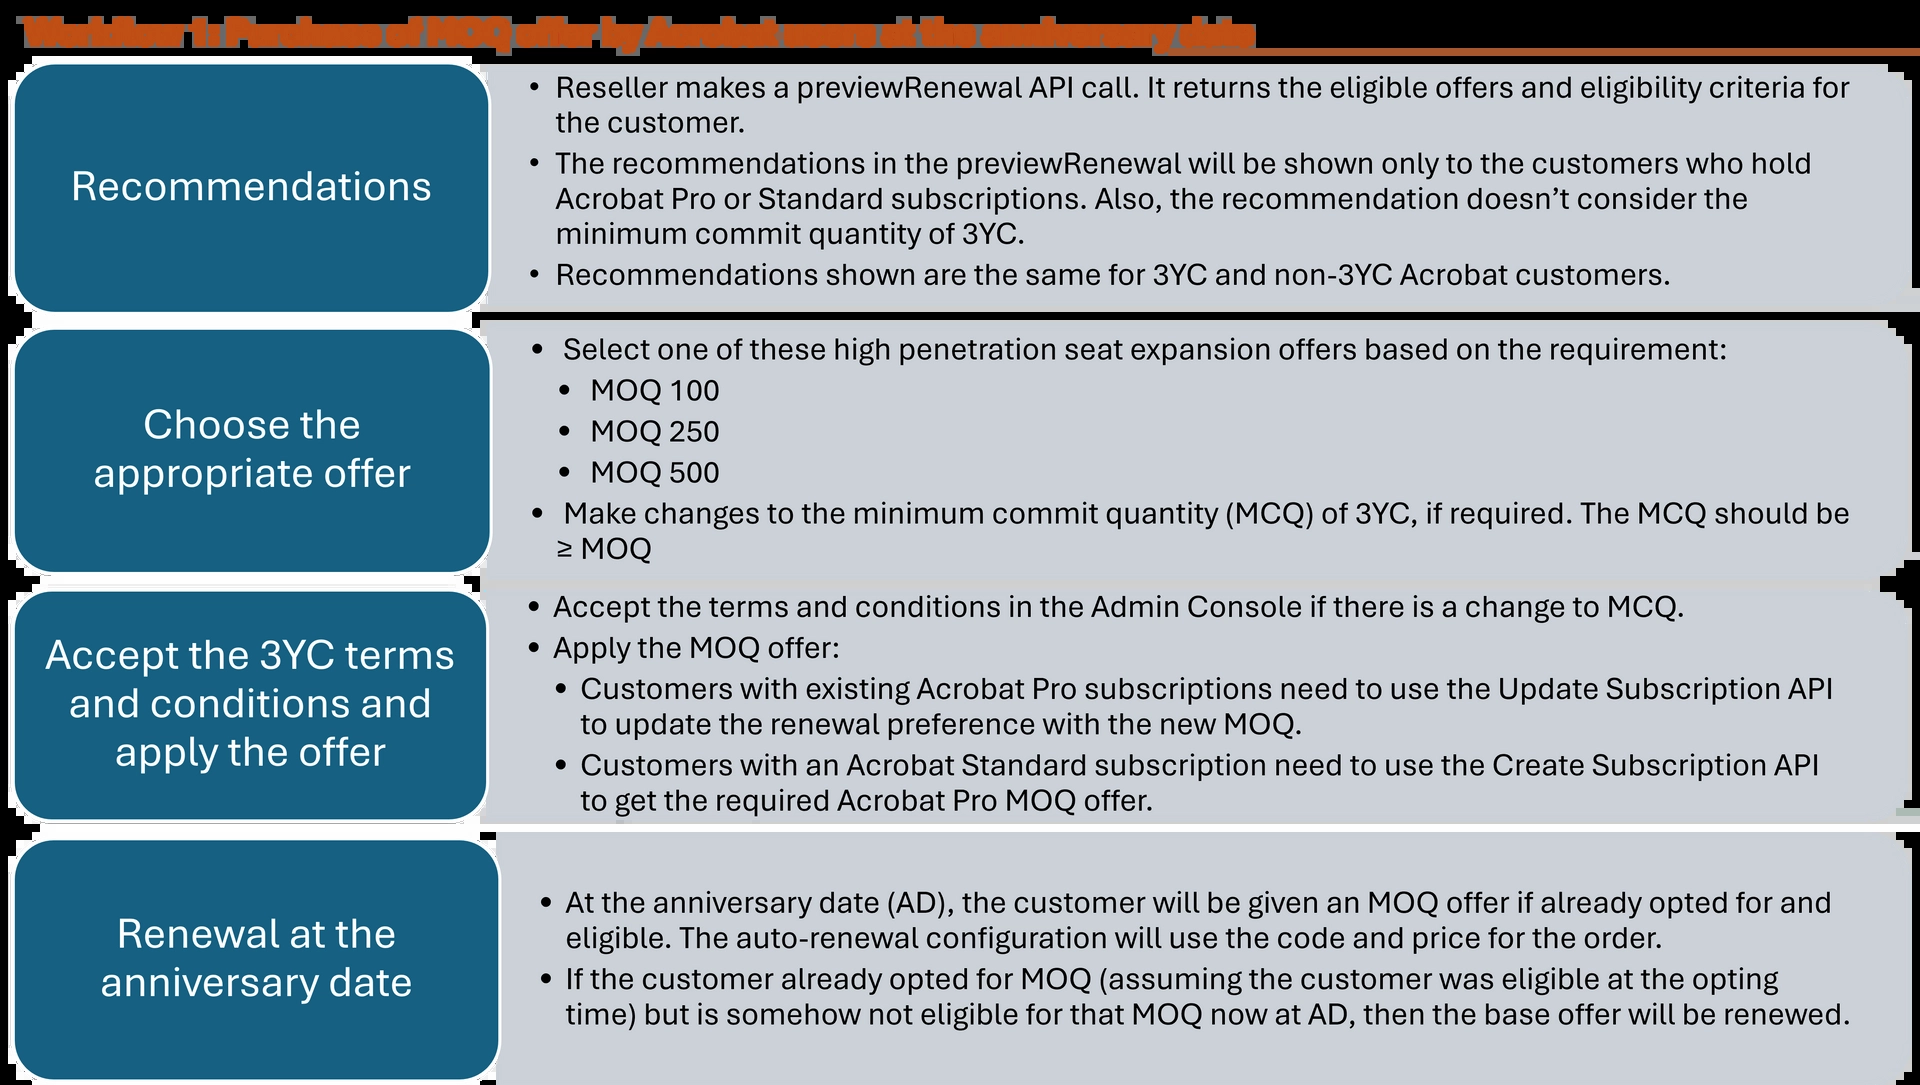 Workflow 1: Purchase of MOQ offer by Acrobat users at the anniversary date
Recommendations
• Reseller makes a previewRenewal API call. It returns the eligible offers and eligibility criteria for
the customer.
• The recommendations in the previewRenewal will be shown only to the customers who hold
Acrobat Pro or Standard subscriptions. Also, the recommendation doesn’t consider the
minimum commit quantity of 3YC.
• Recommendations shown are the same for 3YC and non-3YC Acrobat customers.
Choose the
appropriate offer
• Select one of these high penetration seat expansion offers based on the requirement:
• MOQ 100
• MOQ 250
• MOQ 500
• Make changes to the minimum commit quantity (MCQ) of 3YC, if required. The MCQ should be
≥ MOQ
Accept the 3YC terms
and conditions and
apply the offer
• Accept the terms and conditions in the Admin Console if there is a change to MCQ.
• Apply the MOQ offer:
• Customers with existing Acrobat Pro subscriptions need to use the Update Subscription API
to update the renewal preference with the new MOQ.
• Customers with an Acrobat Standard subscription need to use the Create Subscription API
to get the required Acrobat Pro MOQ offer.
Renewal at the
anniversary date
• At the anniversary date (AD), the customer will be given an MOQ offer if already opted for and
eligible. The auto-renewal configuration will use the code and price for the order.
• If the customer already opted for MOQ (assuming the customer was eligible at the opting
time) but is somehow not eligible for that MOQ now at AD, then the base offer will be renewed.